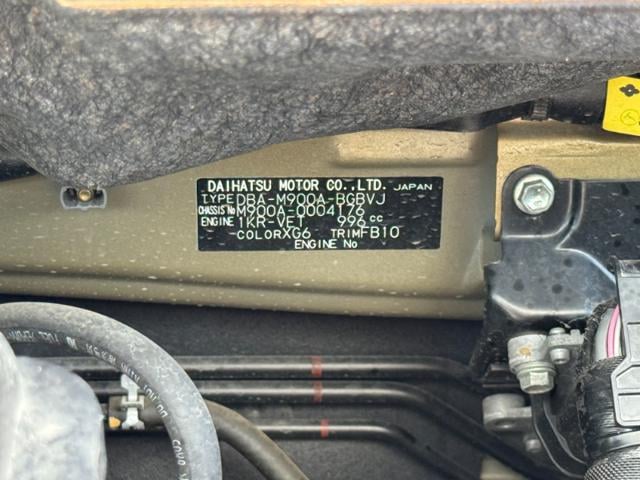 DAIHATSU MOTOR CO.,LTD. JAPAN
TYPE DBA-M900A-BGBVJ
CHASSIS No M900A-0004176
ENGINE 1KR-VET 996 cc
COLOR XG6 TRIM FB10
ENGINE No